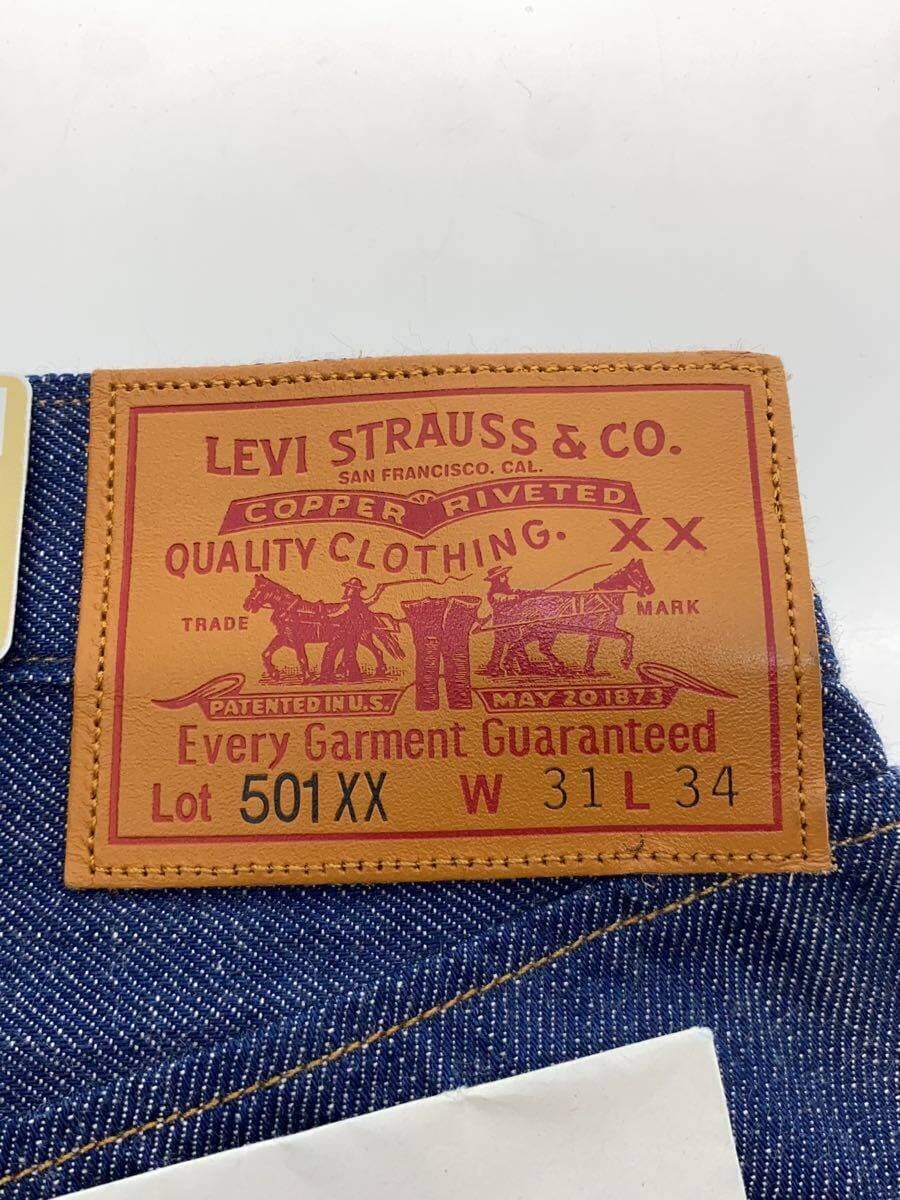 LEVI STRAUSS & CO.
SAN FRANCISCO. CAL.
COPPER RIVETED
QUALITY CLOTHING. XX
TRADE MARK
PATENTED IN U.S. MAY 20 1873
Every Garment Guaranteed
Lot 501XX W 31 L 34